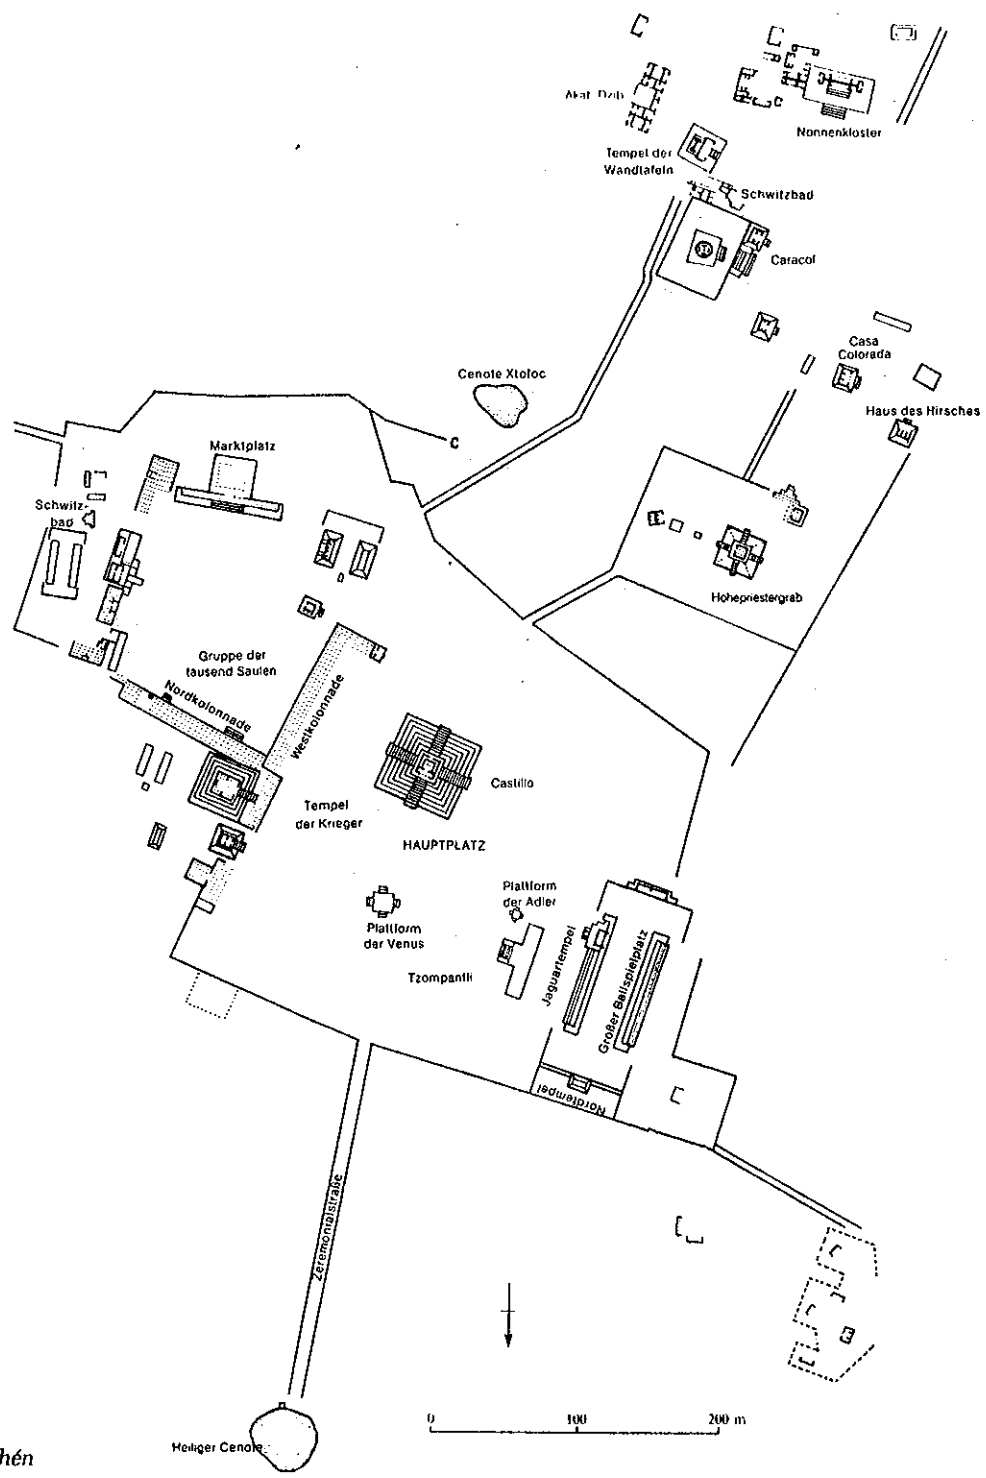 Akat Dzib
Nonnenkloster
Tempel der
Wandtafeln
Schwitzbad
Caracol
Casa
Colorada
Cenote Xtoloc
Haus des Hirsches
Marktplatz
Schwitz-
bad
Hohepriestergrab
Gruppe der
tausend Saulen
Nordkolonnade
Westkolonnade
Castillo
Tempel
der Krieger
HAUPTPLATZ
Plattform
der Adler
Plattform
der Venus
Tzompantli
Jaguartempel
Großer Ballspielplatz
Nordtempel
Zeremonialstraße
0 100 200 m
Heiliger Cenote
hén